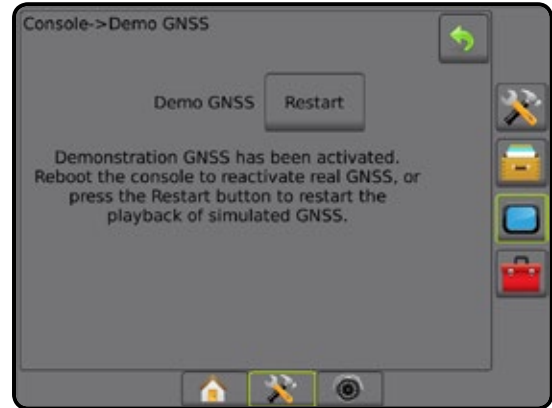 Console->Demo GNSS
Demo GNSS Restart
Demonstration GNSS has been activated.
Reboot the console to reactivate real GNSS, or
press the Restart button to restart the
playback of simulated GNSS.